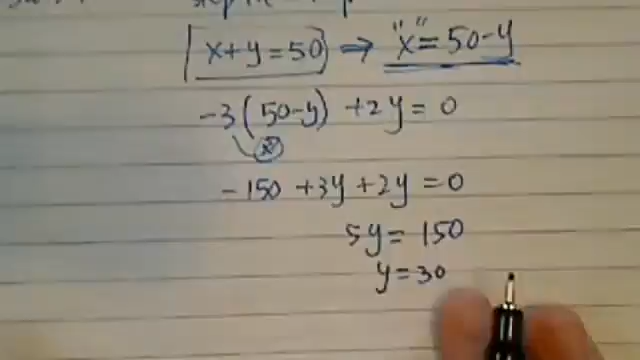 x+y=50 ⇒ "x"=50-y
-3(50-y) +2y=0
-150 +3y +2y =0
5y= 150
y=30